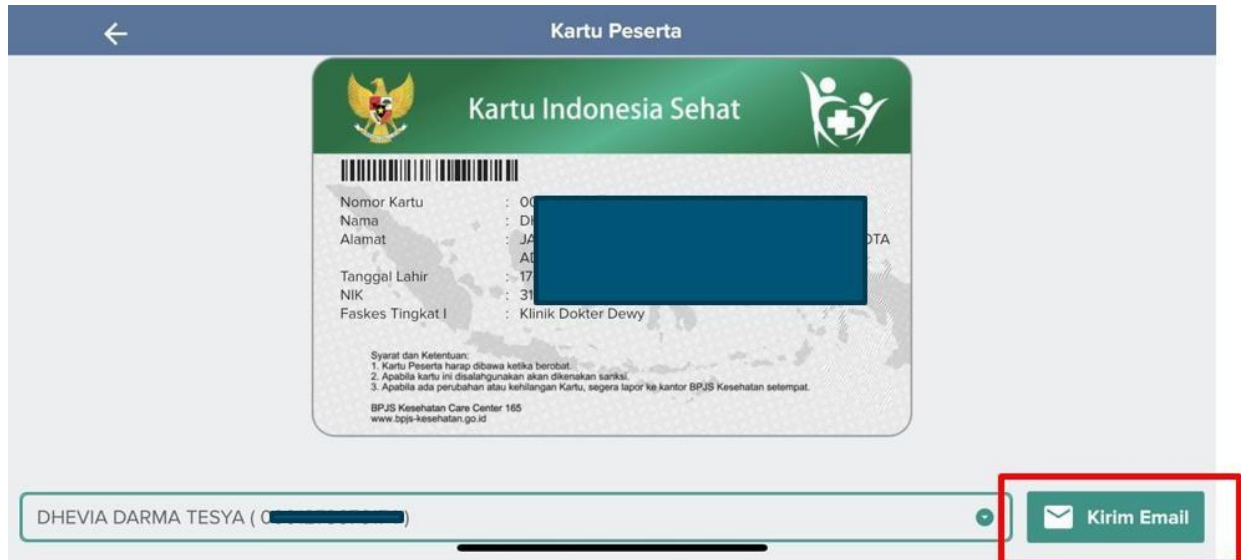 Kartu Peserta
Kartu Indonesia Sehat
Nomor Kartu : 00
Nama : DH
Alamat : JA OTA
AD
Tanggal Lahir : 17
NIK : 31
Faskes Tingkat I : Klinik Dokter Dewy
Syarat dan Ketentuan:
1. Kartu Peserta harap dibawa ketika berobat.
2. Apabila kartu ini disalahgunakan akan dikenakan sanksi.
3. Apabila ada perubahan atau kehilangan Kartu, segera lapor ke kantor BPJS Kesehatan setempat.
BPJS Kesehatan Care Center 165
www.bpjs-kesehatan.go.id
DHEVIA DARMA TESYA ( 0 )
Kirim Email